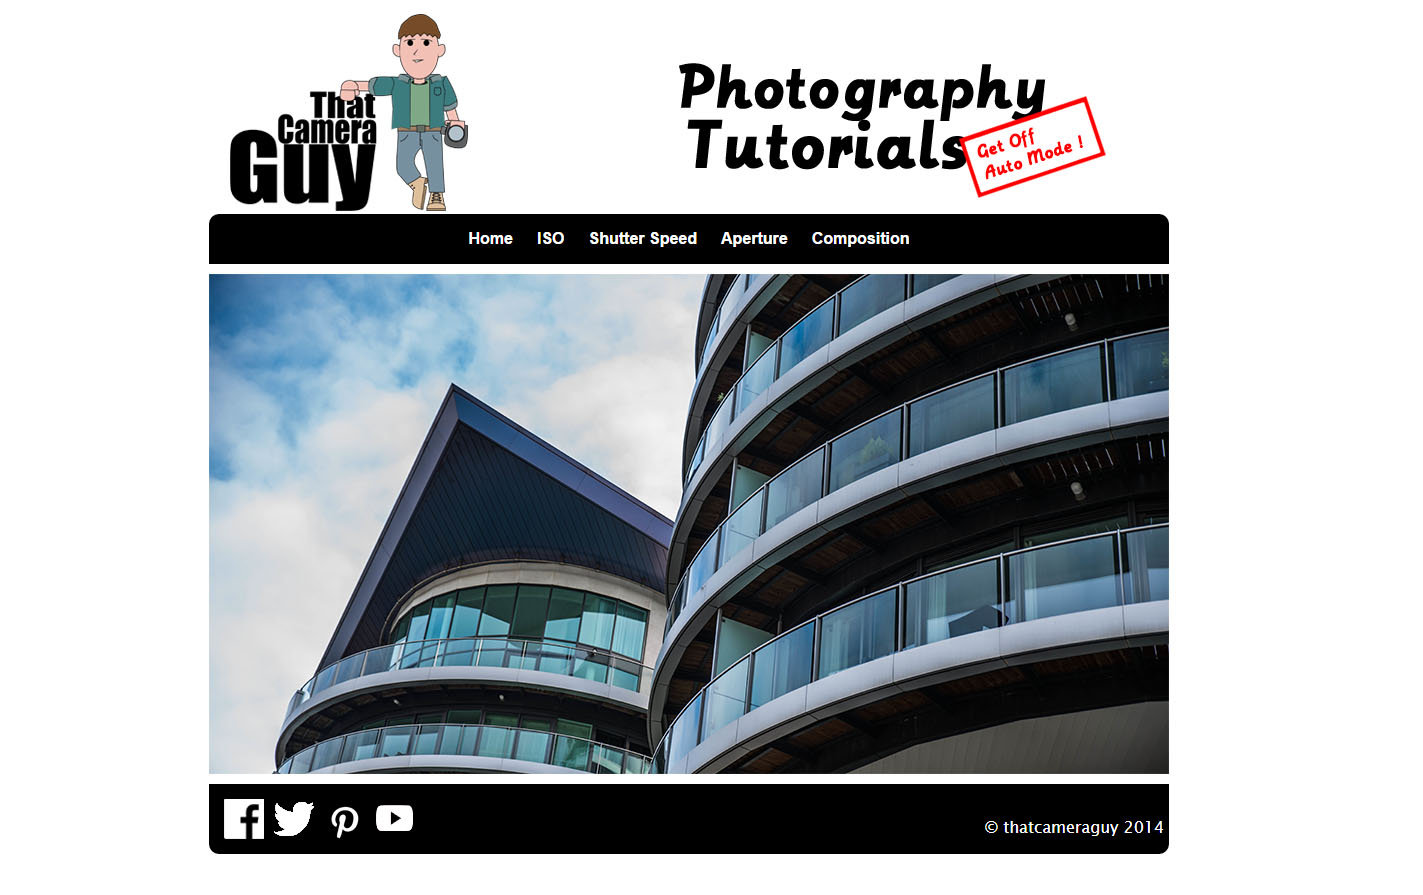 That
Camera
Guy
Photography
Tutorials
Get Off
Auto Mode !
Home ISO Shutter Speed Aperture Composition
© thatcameraguy 2014